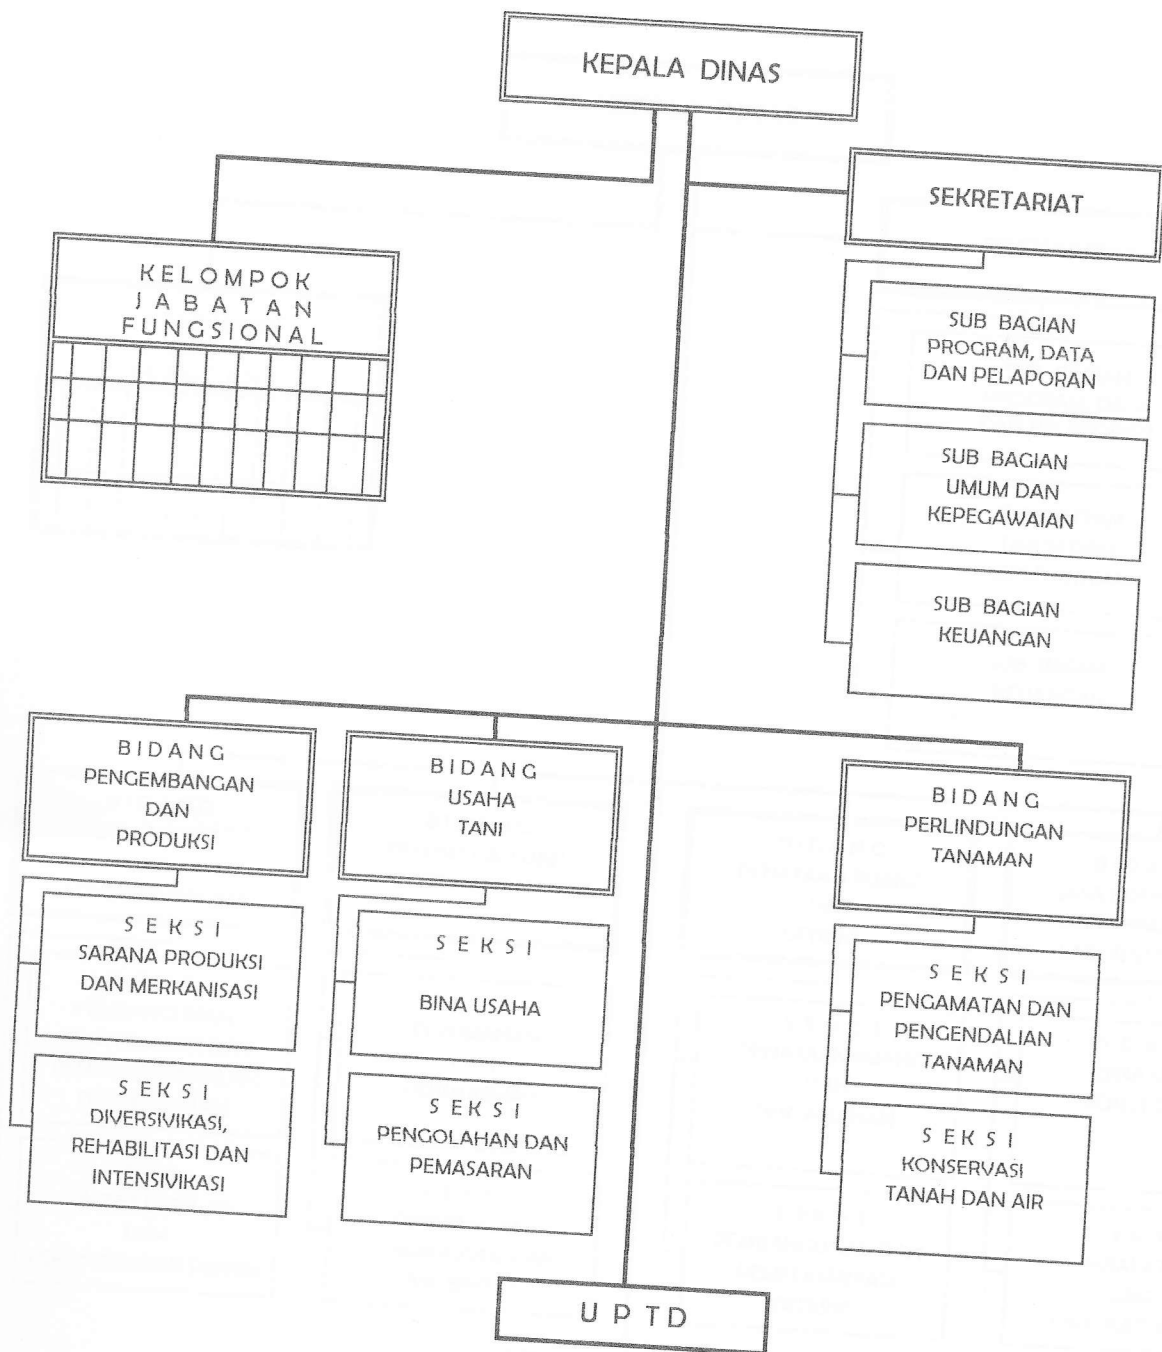 KEPALA DINAS
SEKRETARIAT
KELOMPOK
JABATAN
FUNGSIONAL
SUB BAGIAN
PROGRAM, DATA
DAN PELAPORAN
SUB BAGIAN
UMUM DAN
KEPEGAWAIAN
SUB BAGIAN
KEUANGAN
BIDANG
PENGEMBANGAN
DAN
PRODUKSI
SEKSI
SARANA PRODUKSI
DAN MERKANISASI
SEKSI
DIVERSIVIKASI,
REHABILITASI DAN
INTENSIVIKASI
BIDANG
USAHA
TANI
SEKSI
BINA USAHA
SEKSI
PENGOLAHAN DAN
PEMASARAN
BIDANG
PERLINDUNGAN
TANAMAN
SEKSI
PENGAMATAN DAN
PENGENDALIAN
TANAMAN
SEKSI
KONSERVASI
TANAH DAN AIR
UPTD